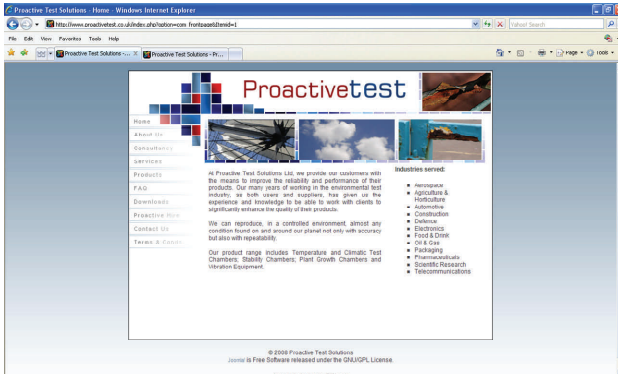 Proactive Test Solutions - Home - Windows Internet Explorer
http://www.proactivetest.co.uk/index.php?option=com_frontpage&Itemid=1
Yahoo! Search
File Edit View Favorites Tools Help
Proactive Test Solutions -... X Proactive Test Solutions - Pr...
Page Tools
Proactivetest
Home
About Us
Consultancy
Services
Products
FAQ
Downloads
Proactive
Contact Us
Terms &
At Proactive Test Solutions Ltd, we provide our customers with
the means to improve the reliability and performance of their
products. Our many years of working in the environmental test
industry, as both users and suppliers, has given us the
experience and knowledge to be able to work with clients to
significantly enhance the quality of their products.
We can reproduce, in a controlled environment, almost any
condition found on and around our planet not only with accuracy
but also with repeatability.
Our product range includes Temperature and Climatic Test
Chambers; Stability Chambers; Plant Growth Chambers and
Vibration Equipment.
Industries served:
Aerospace
Agriculture &
Horticulture
Automotive
Construction
Defence
Electronics
Food & Drink
Oil & Gas
Packaging
Pharmaceuticals
Scientific Research
Telecommunications
© 2008 Proactive Test Solutions
Joomla! is Free Software released under the GNU/GPL License.